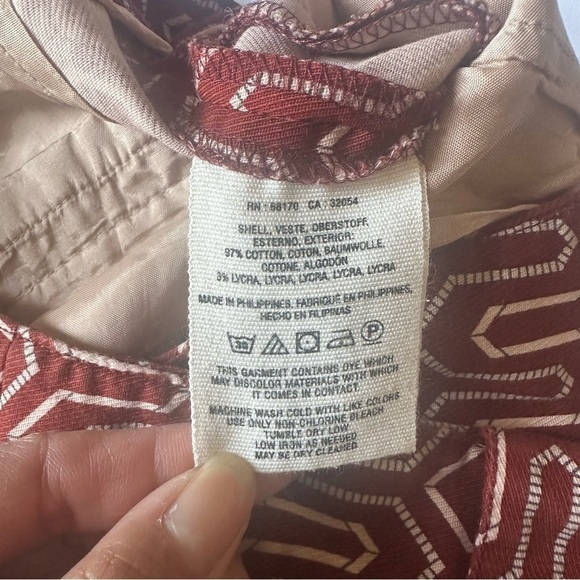 RN : 66170 CA : 32054
SHELL, VESTE, OBERSTOFF,
ESTERNO, EXTERIOR.
97% COTTON, COTON, BAUMWOLLE,
COTONE, ALGODÓN
3% LYCRA, LYCRA, LYCRA, LYCRA, LYCRA
MADE IN PHILIPPINES, FABRIQUÉ EN PHILIPPINES,
HECHO EN FILIPINAS
30 P
THIS GARMENT CONTAINS DYE WHICH
MAY DISCOLOR MATERIALS WITH WHICH
IT COMES IN CONTACT.
MACHINE WASH COLD WITH LIKE COLORS
USE ONLY NON-CHLORINE BLEACH
TUMBLE DRY LOW
LOW IRON AS NEEDED
MAY BE DRY CLEANED